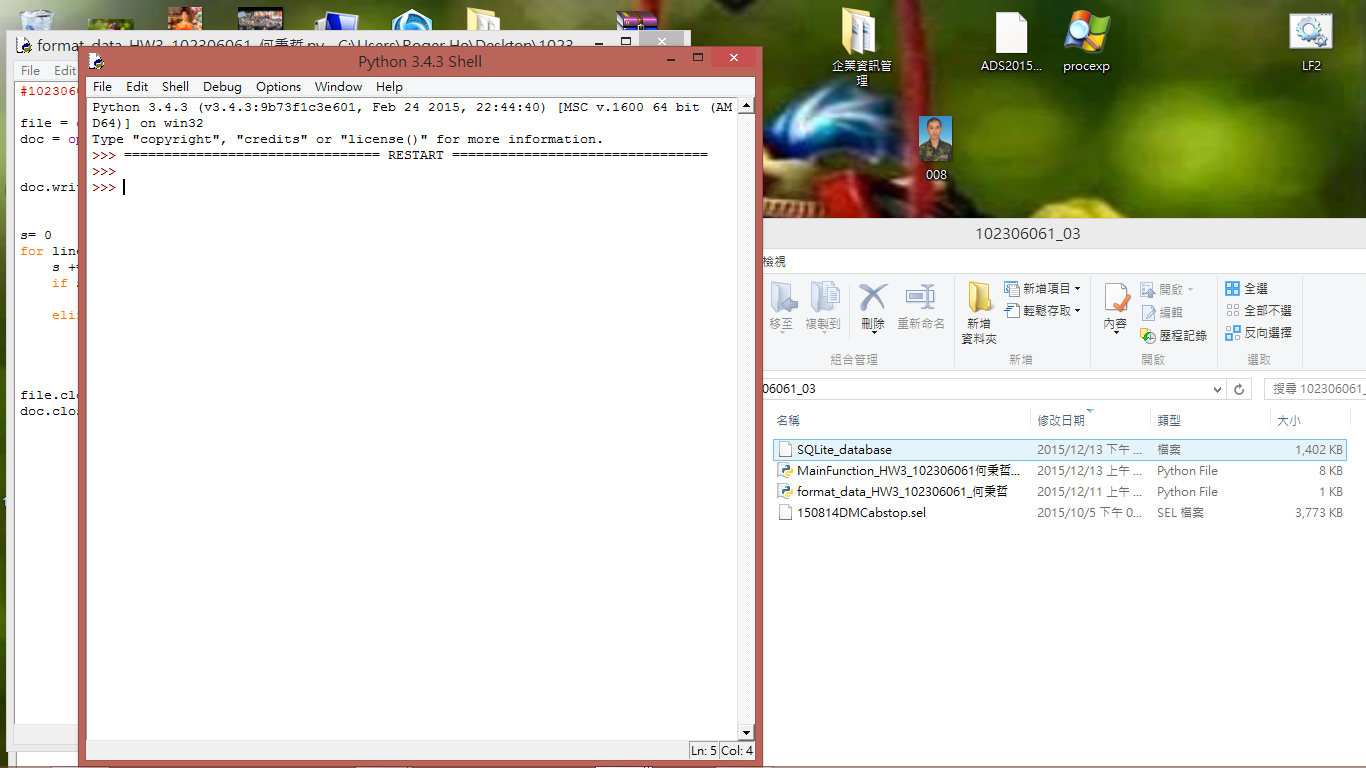 format_data_HW3_102306061_何秉哲.py - C:\Users\Roger Ho\Desktop\1023...
File Edit
#102306
file =
doc = op
doc.writ
s= 0
for line
s +=
if
eli
file.clo
doc.clo
Python 3.4.3 Shell
File Edit Shell Debug Options Window Help
Python 3.4.3 (v3.4.3:9b73f1c3e601, Feb 24 2015, 22:44:40) [MSC v.1600 64 bit (AM
D64)] on win32
Type "copyright", "credits" or "license()" for more information.
>>> ================================ RESTART ================================
>>>
>>>
Ln: 5 Col: 4
企業資訊管
理
ADS2015...
procexp
LF2
008
102306061_03
檢視
移至
複製到
刪除
重新命名
組合管理
新增
資料夾
新增項目
輕鬆存取
新增
內容
開啟
編輯
歷程記錄
開啟
全選
全部不選
反向選擇
選取
06061_03
搜尋 102306061_
名稱 修改日期 類型 大小
SQLite_database 2015/12/13 下午 ... 檔案 1,402 KB
MainFunction_HW3_102306061何秉哲... 2015/12/13 上午 ... Python File 8 KB
format_data_HW3_102306061_何秉哲 2015/12/11 上午 ... Python File 1 KB
150814DMCabstop.sel 2015/10/5 下午 0... SEL 檔案 3,773 KB